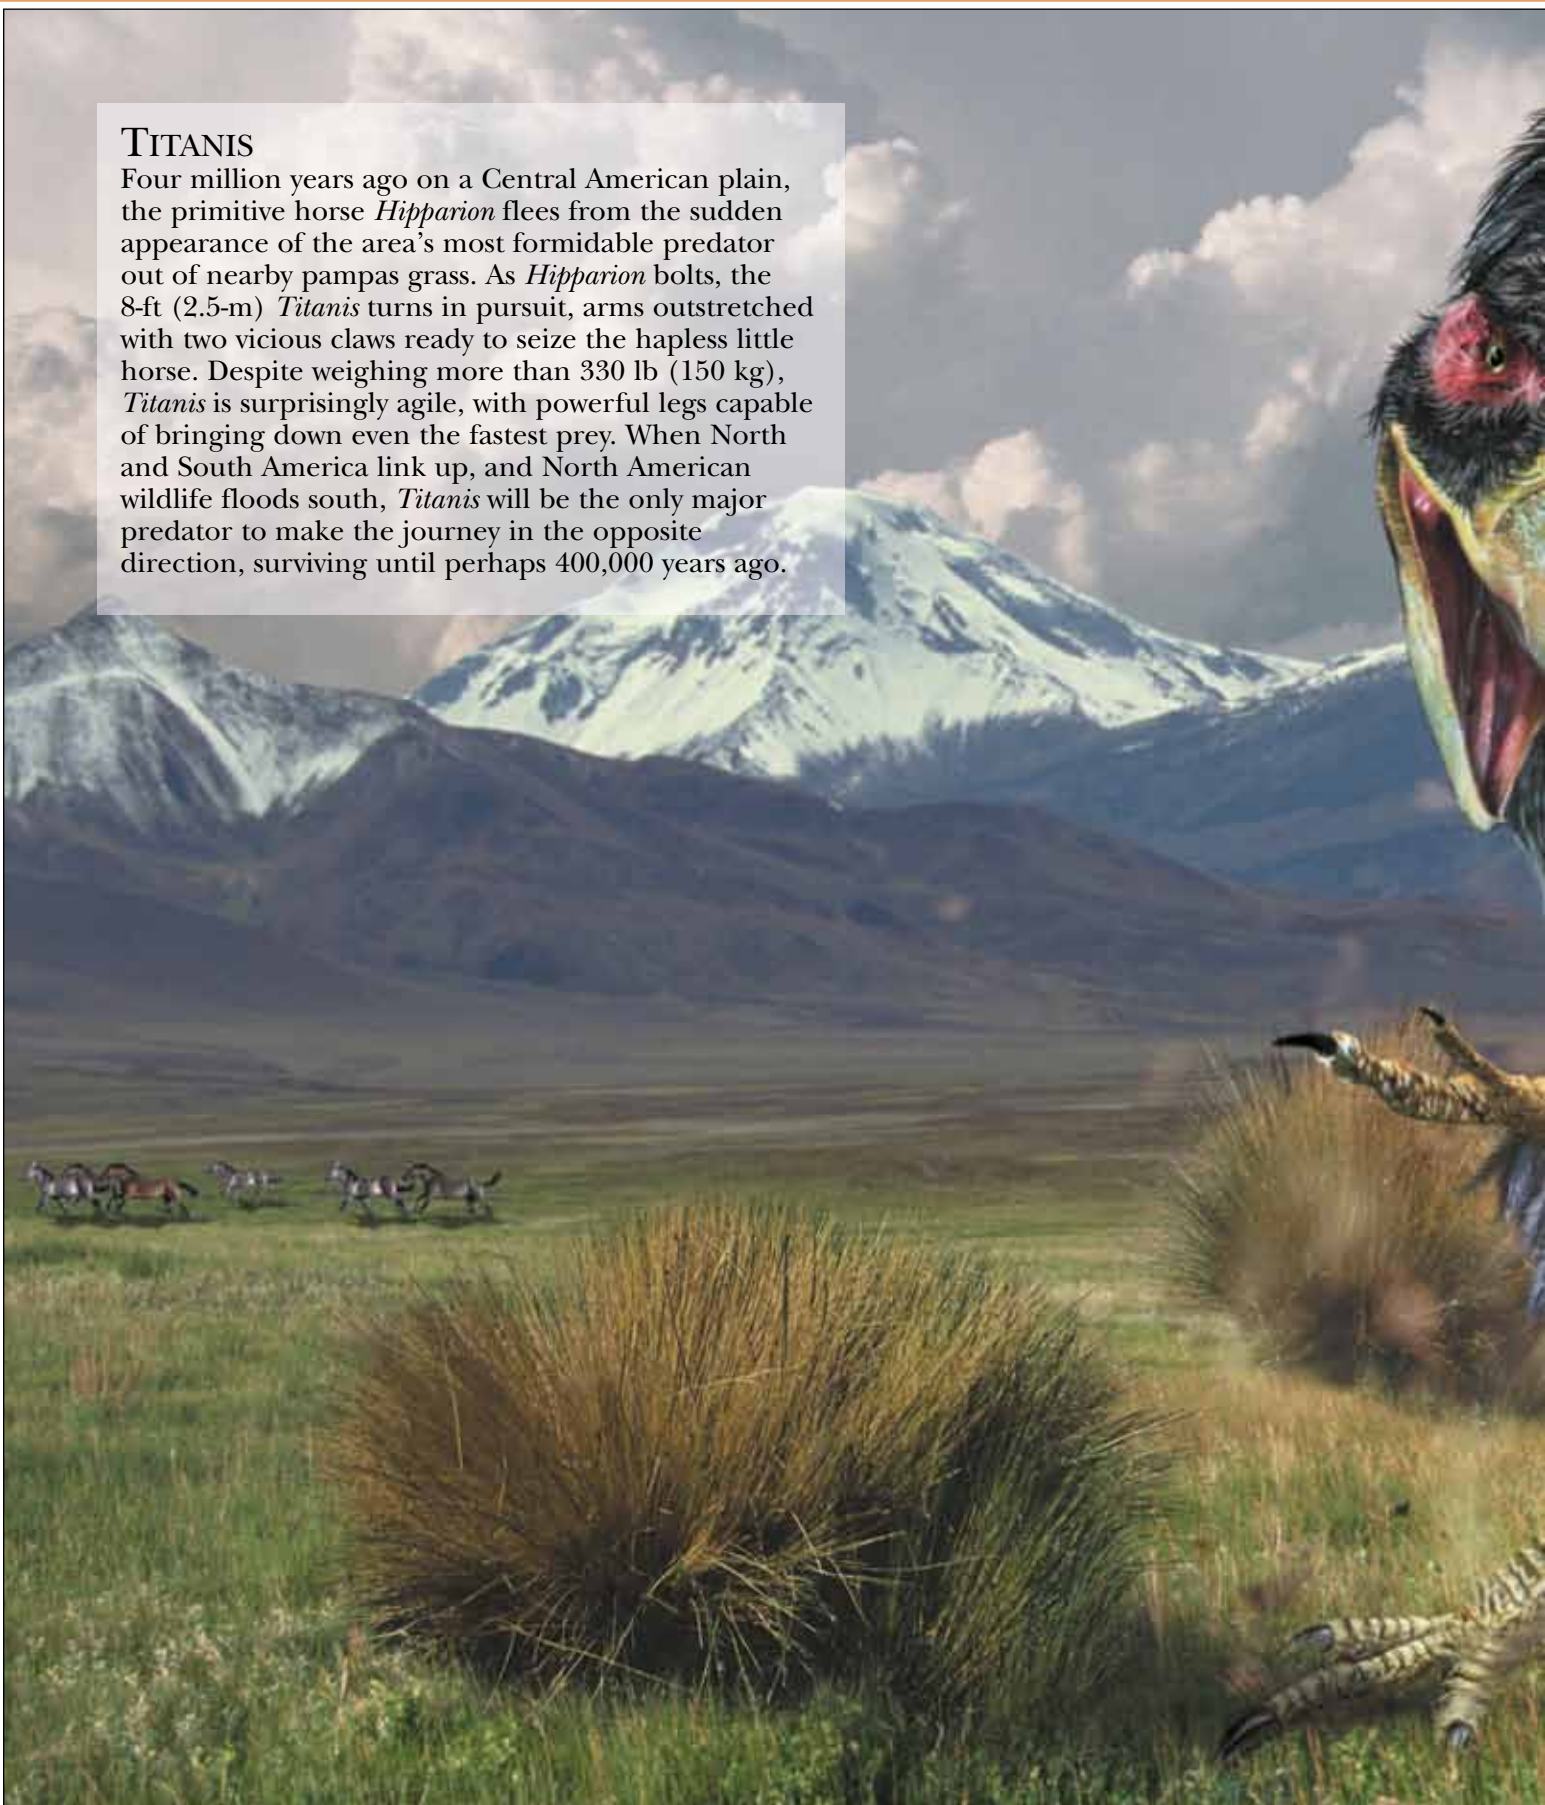 TITANIS
Four million years ago on a Central American plain,
the primitive horse Hipparion flees from the sudden
appearance of the area's most formidable predator
out of nearby pampas grass. As Hipparion bolts, the
8-ft (2.5-m) Titanis turns in pursuit, arms outstretched
with two vicious claws ready to seize the hapless little
horse. Despite weighing more than 330 lb (150 kg),
Titanis is surprisingly agile, with powerful legs capable
of bringing down even the fastest prey. When North
and South America link up, and North American
wildlife floods south, Titanis will be the only major
predator to make the journey in the opposite
direction, surviving until perhaps 400,000 years ago.